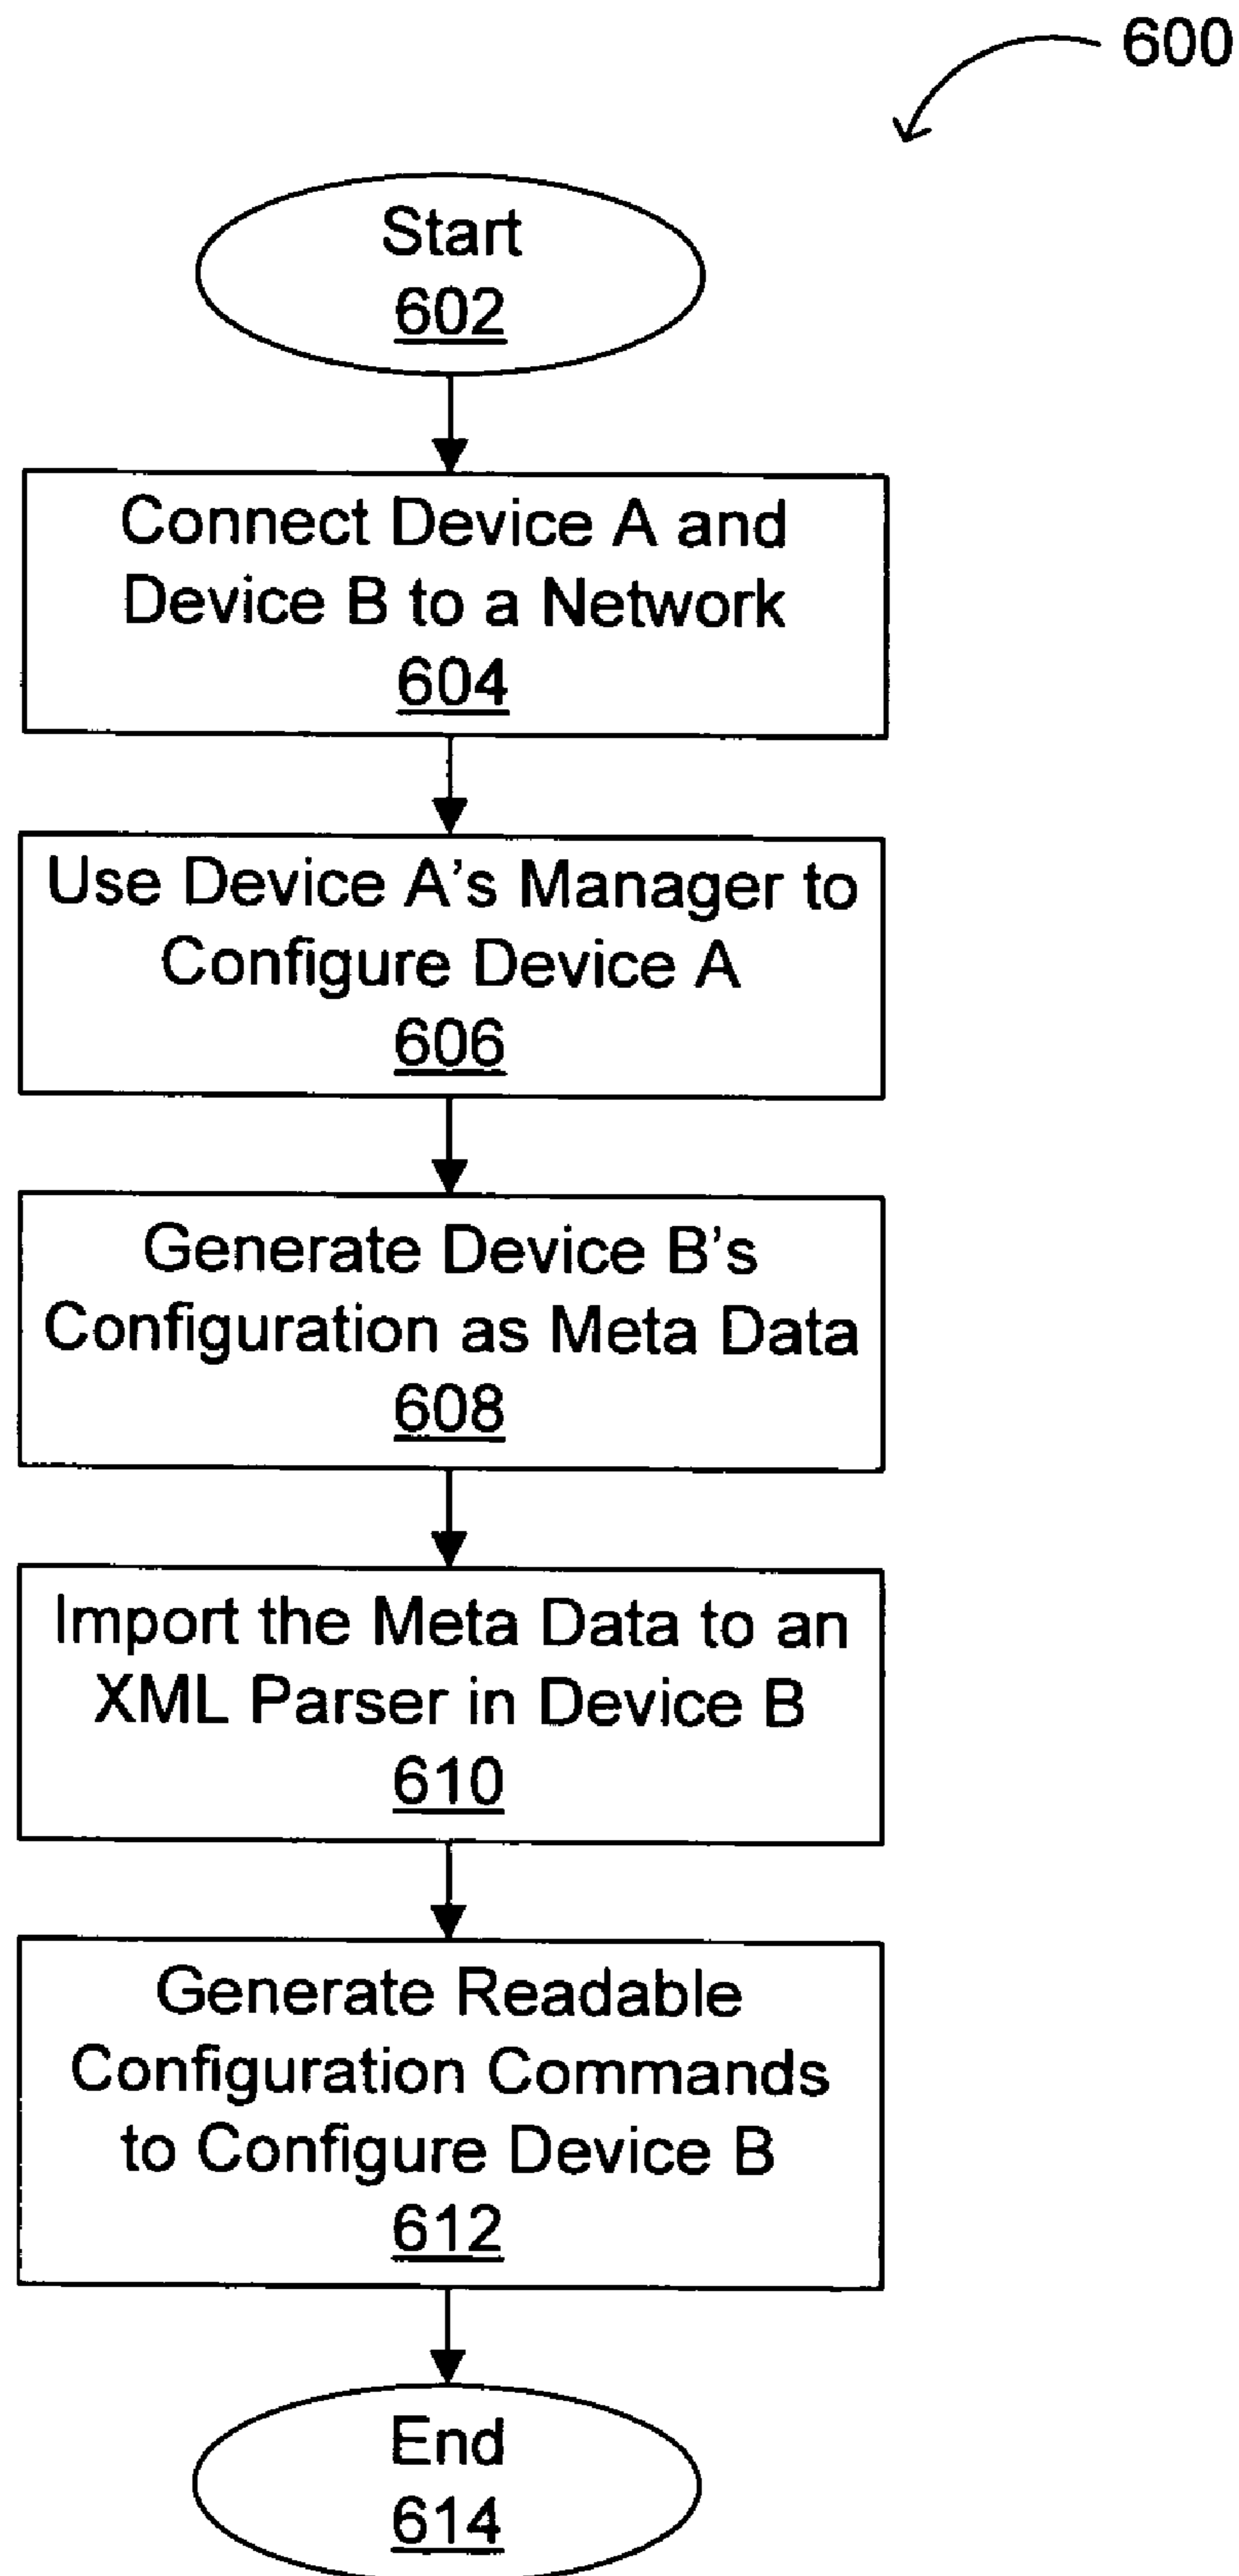 600
Start
602
Connect Device A and
Device B to a Network
604
Use Device A's Manager to
Configure Device A
606
Generate Device B's
Configuration as Meta Data
608
Import the Meta Data to an
XML Parser in Device B
610
Generate Readable
Configuration Commands
to Configure Device B
612
End
614